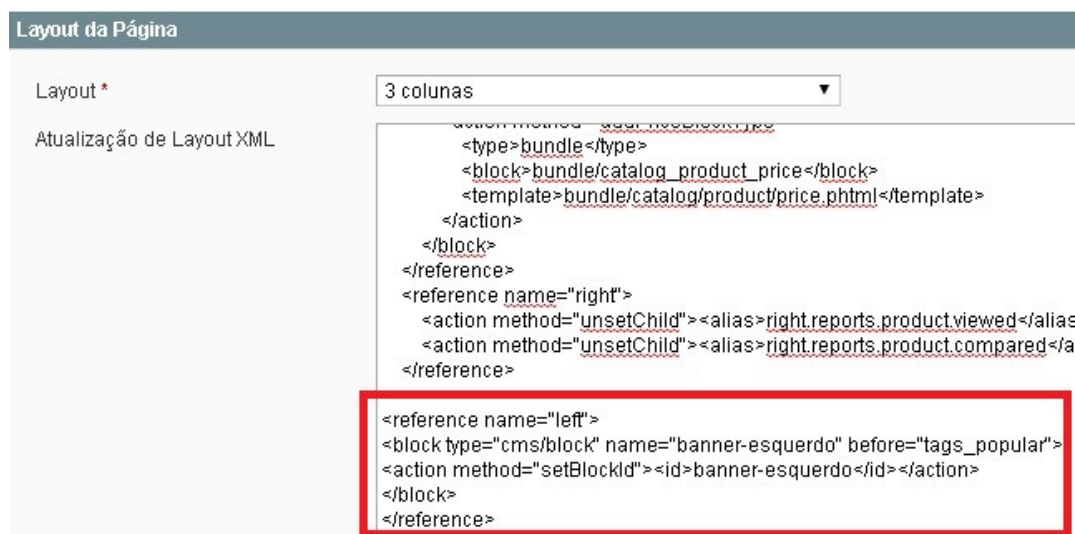 Layout da Página
Layout *
3 colunas
Atualização de Layout XML
<type>bundle</type>
<block>bundle/catalog_product_price</block>
<template>bundle/catalog/product/price.phtml</template>
</action>
</block>
</reference>
<reference name="right">
<action method="unsetChild"><alias>right.reports.product.viewed</alias
<action method="unsetChild"><alias>right.reports.product.compared</a
</reference>
<reference name="left">
<block type="cms/block" name="banner-esquerdo" before="tags_popular">
<action method="setBlockId"><id>banner-esquerdo</id></action>
</block>
</reference>